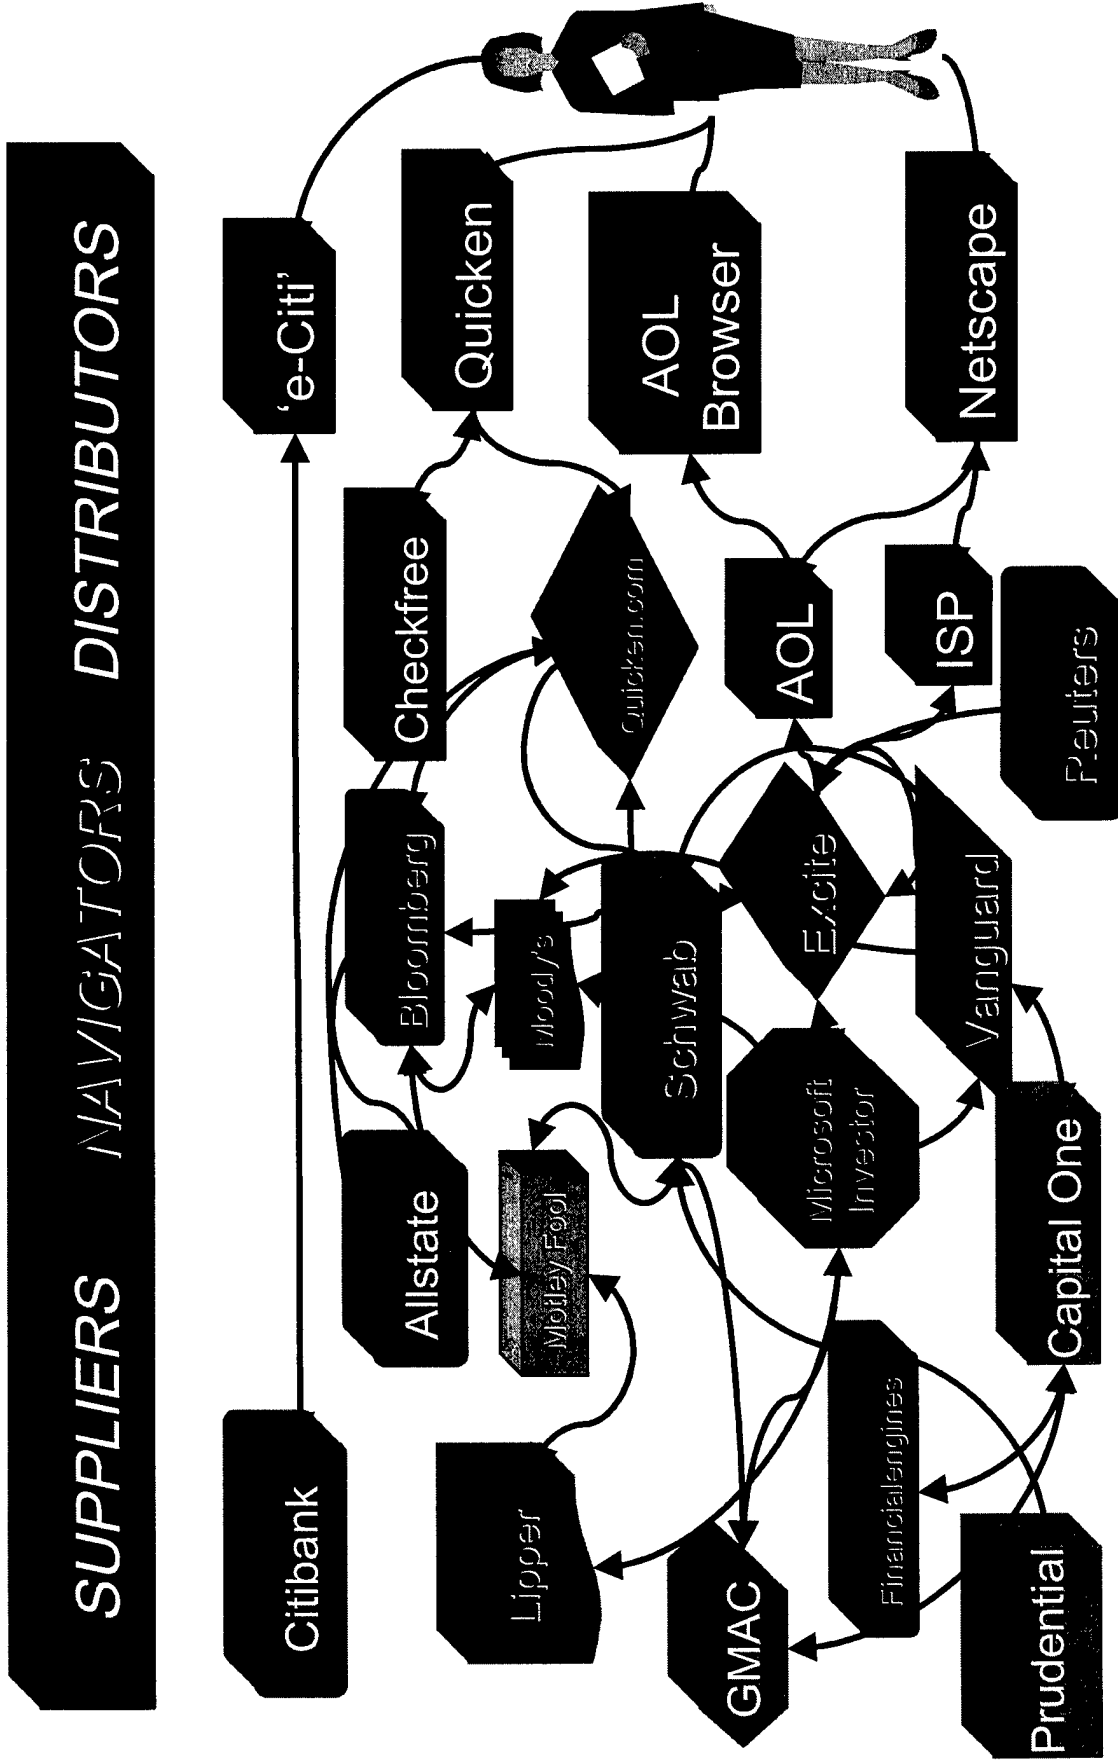 SUPPLIERS NAVIGATORS DISTRIBUTORS
Citibank
'e-Citi'
Allstate
Bloomberg
Checkfree
Quicken
Lipper
Motley Fool
Moody's
Quicken.com
Schwab
AOL
Browser
GMAC
Microsoft
Investor
Excite
AOL
Financialengines
Vanguard
ISP
Netscape
Prudential
Capital One
Reuters